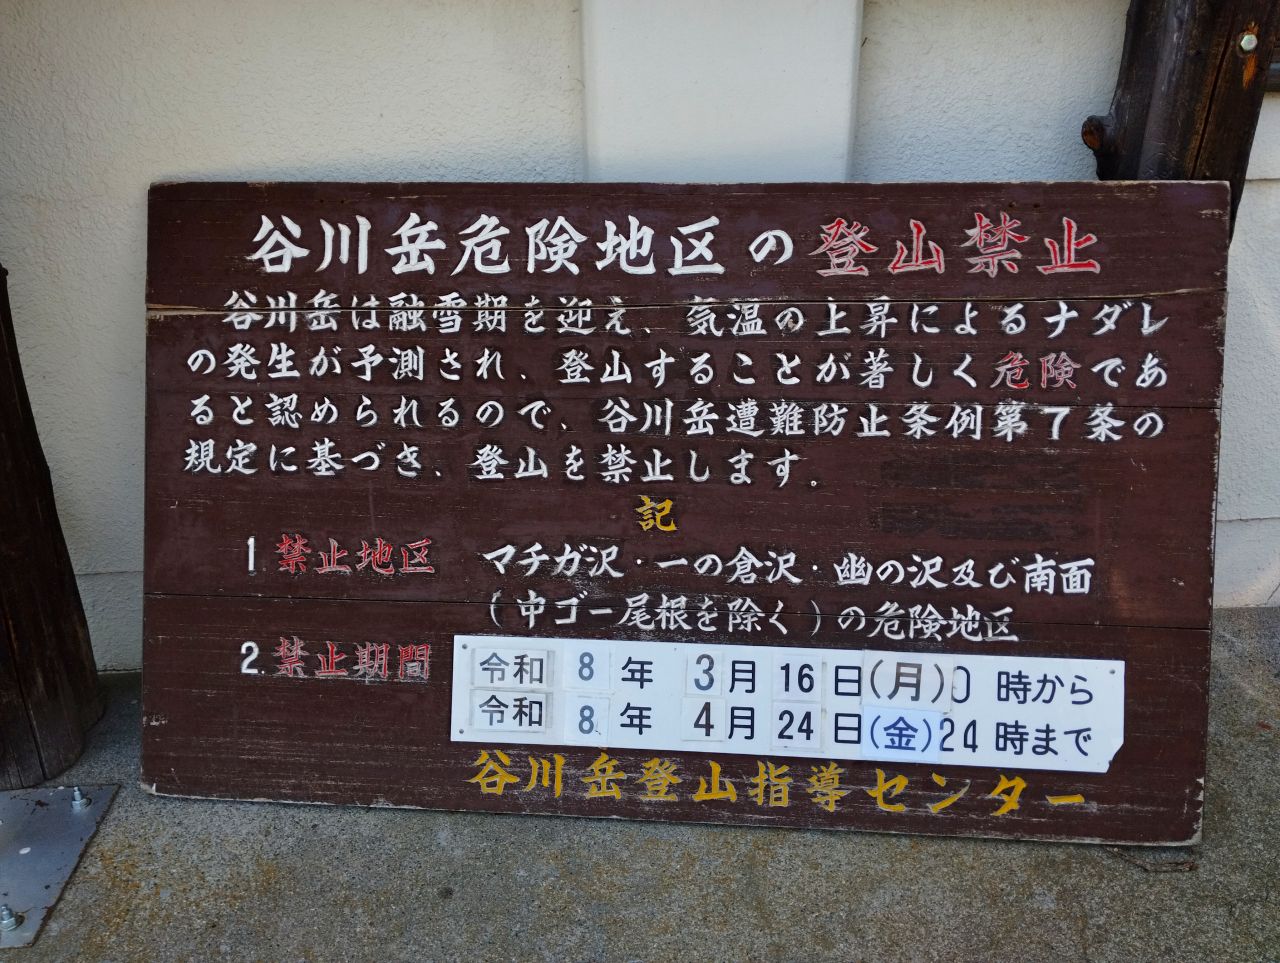 谷川岳危険地区の登山禁止
谷川岳は融雪期を迎え、気温の上昇によるナダレ
の発生が予測され、登山することが著しく危険であ
ると認められるので、谷川岳遭難防止条例第7条の
規定に基づき、登山を禁止します。
記
1 禁止地区 マチガ沢・一の倉沢・幽の沢及び南面
(中ゴー尾根を除く)の危険地区
2. 禁止期間 令和 8 年 3 月 16 日(月)0 時から
令和 8 年 4 月 24 日(金)24 時まで
谷川岳登山指導センター